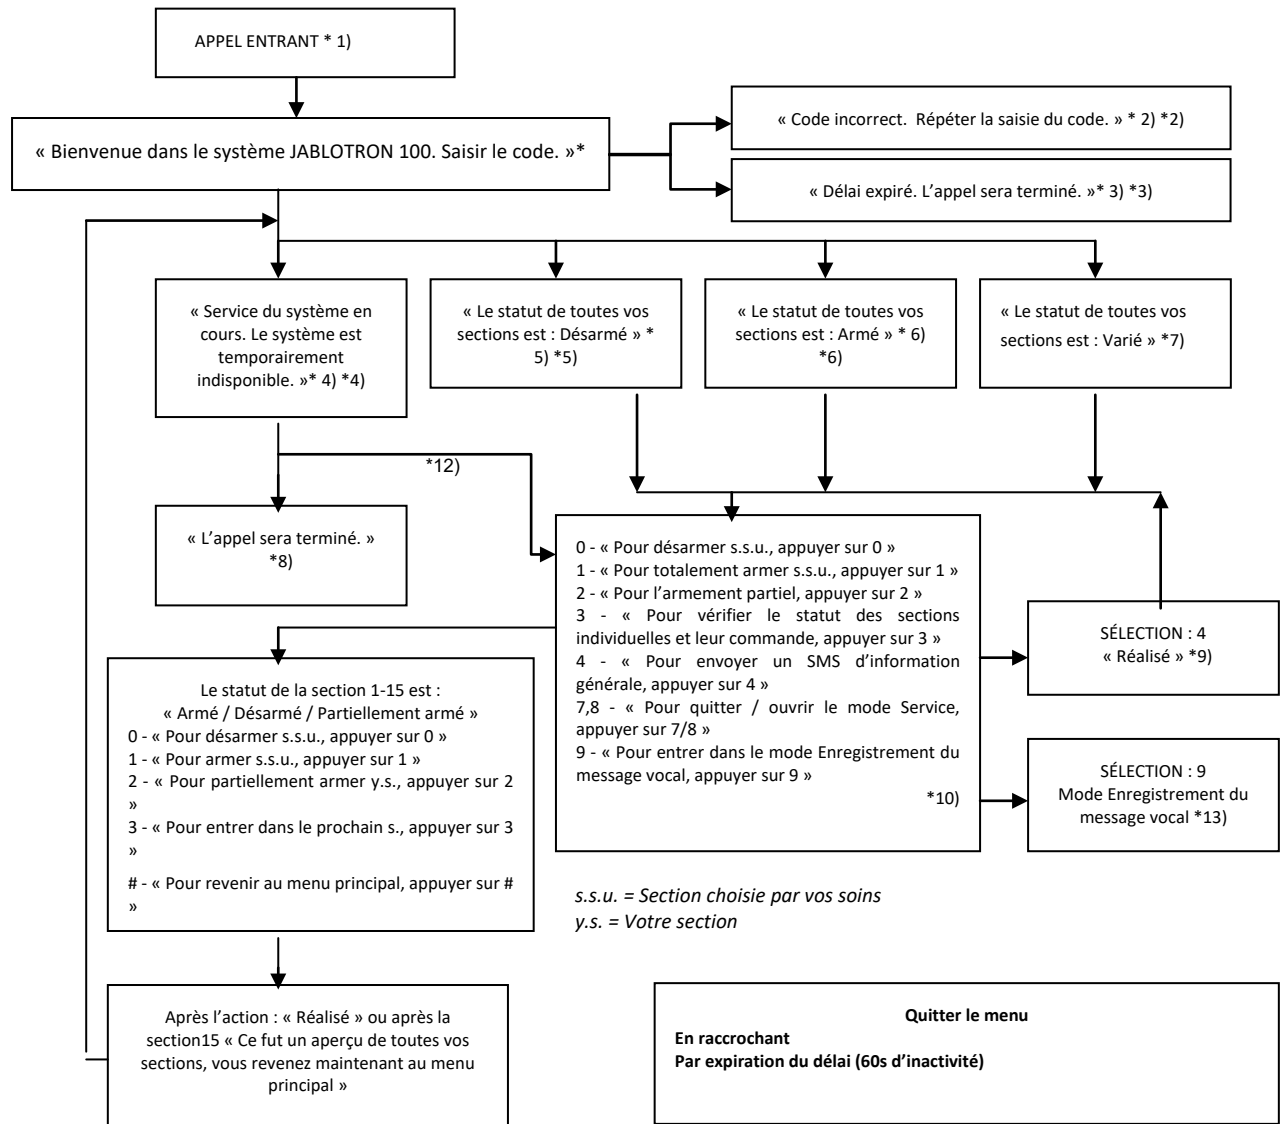 APPEL ENTRANT * 1)
« Bienvenue dans le système JABLOTRON 100. Saisir le code. »*
« Code incorrect.  Répéter la saisie du code. » * 2) *2)
« Délai expiré. L’appel sera terminé. »* 3) *3)
« Service du système en
cours. Le système est
temporairement
indisponible. »* 4) *4)
« Le statut de toutes vos
sections est : Désarmé » *
5) *5)
« Le statut de toutes vos
sections est : Armé » * 6)
*6)
« Le statut de toutes vos
sections est : Varié » *7)
*12)
« L’appel sera terminé. »
*8)
0 - « Pour désarmer s.s.u., appuyer sur 0 »
1 - « Pour totalement armer s.s.u., appuyer sur 1 »
2 - « Pour l’armement partiel, appuyer sur 2 »
3 - « Pour vérifier le statut des sections
individuelles et leur commande, appuyer sur 3 »
4 - « Pour envoyer un SMS d’information
générale, appuyer sur 4 »
7,8 - « Pour quitter / ouvrir le mode Service,
appuyer sur 7/8 »
9 - « Pour entrer dans le mode Enregistrement du
message vocal, appuyer sur 9 »
*10)
SÉLECTION : 4
« Réalisé » *9)
SÉLECTION : 9
Mode Enregistrement du
message vocal *13)
Le statut de la section 1-15 est :
« Armé / Désarmé / Partiellement armé »
0 - « Pour désarmer s.s.u., appuyer sur 0 »
1 - « Pour armer s.s.u., appuyer sur 1 »
2 - « Pour partiellement armer y.s., appuyer sur 2
»
3 - « Pour entrer dans le prochain s., appuyer sur 3
»
# - « Pour revenir au menu principal, appuyer sur #
»
s.s.u. = Section choisie par vos soins
y.s. = Votre section
Après l’action : « Réalisé » ou après la
section15 « Ce fut un aperçu de toutes vos
sections, vous revenez maintenant au menu
principal »
Quitter le menu
En raccrochant
Par expiration du délai (60s d’inactivité)